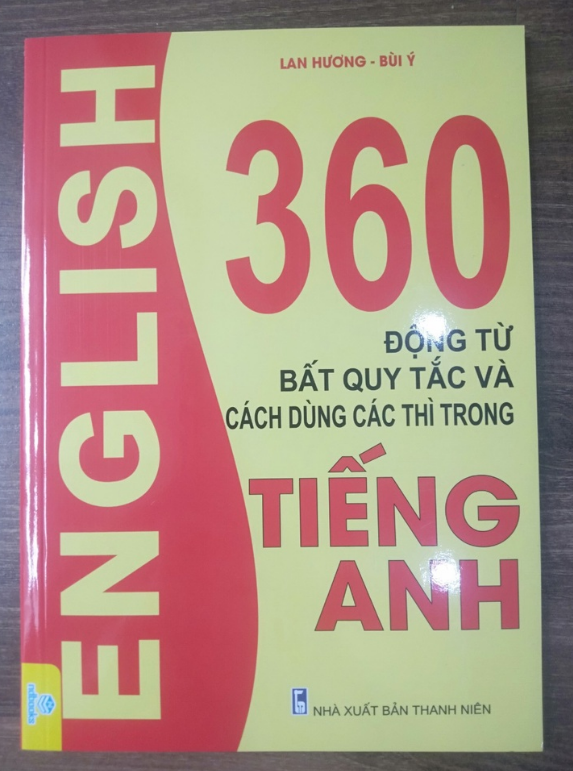 LAN HƯƠNG - BÙI Ý
ENGLISH
360
ĐỘNG TỪ
BẤT QUY TẮC VÀ
CÁCH DÙNG CÁC THÌ TRONG
TIẾNG
ANH
ndbooks
NHÀ XUẤT BẢN THANH NIÊN